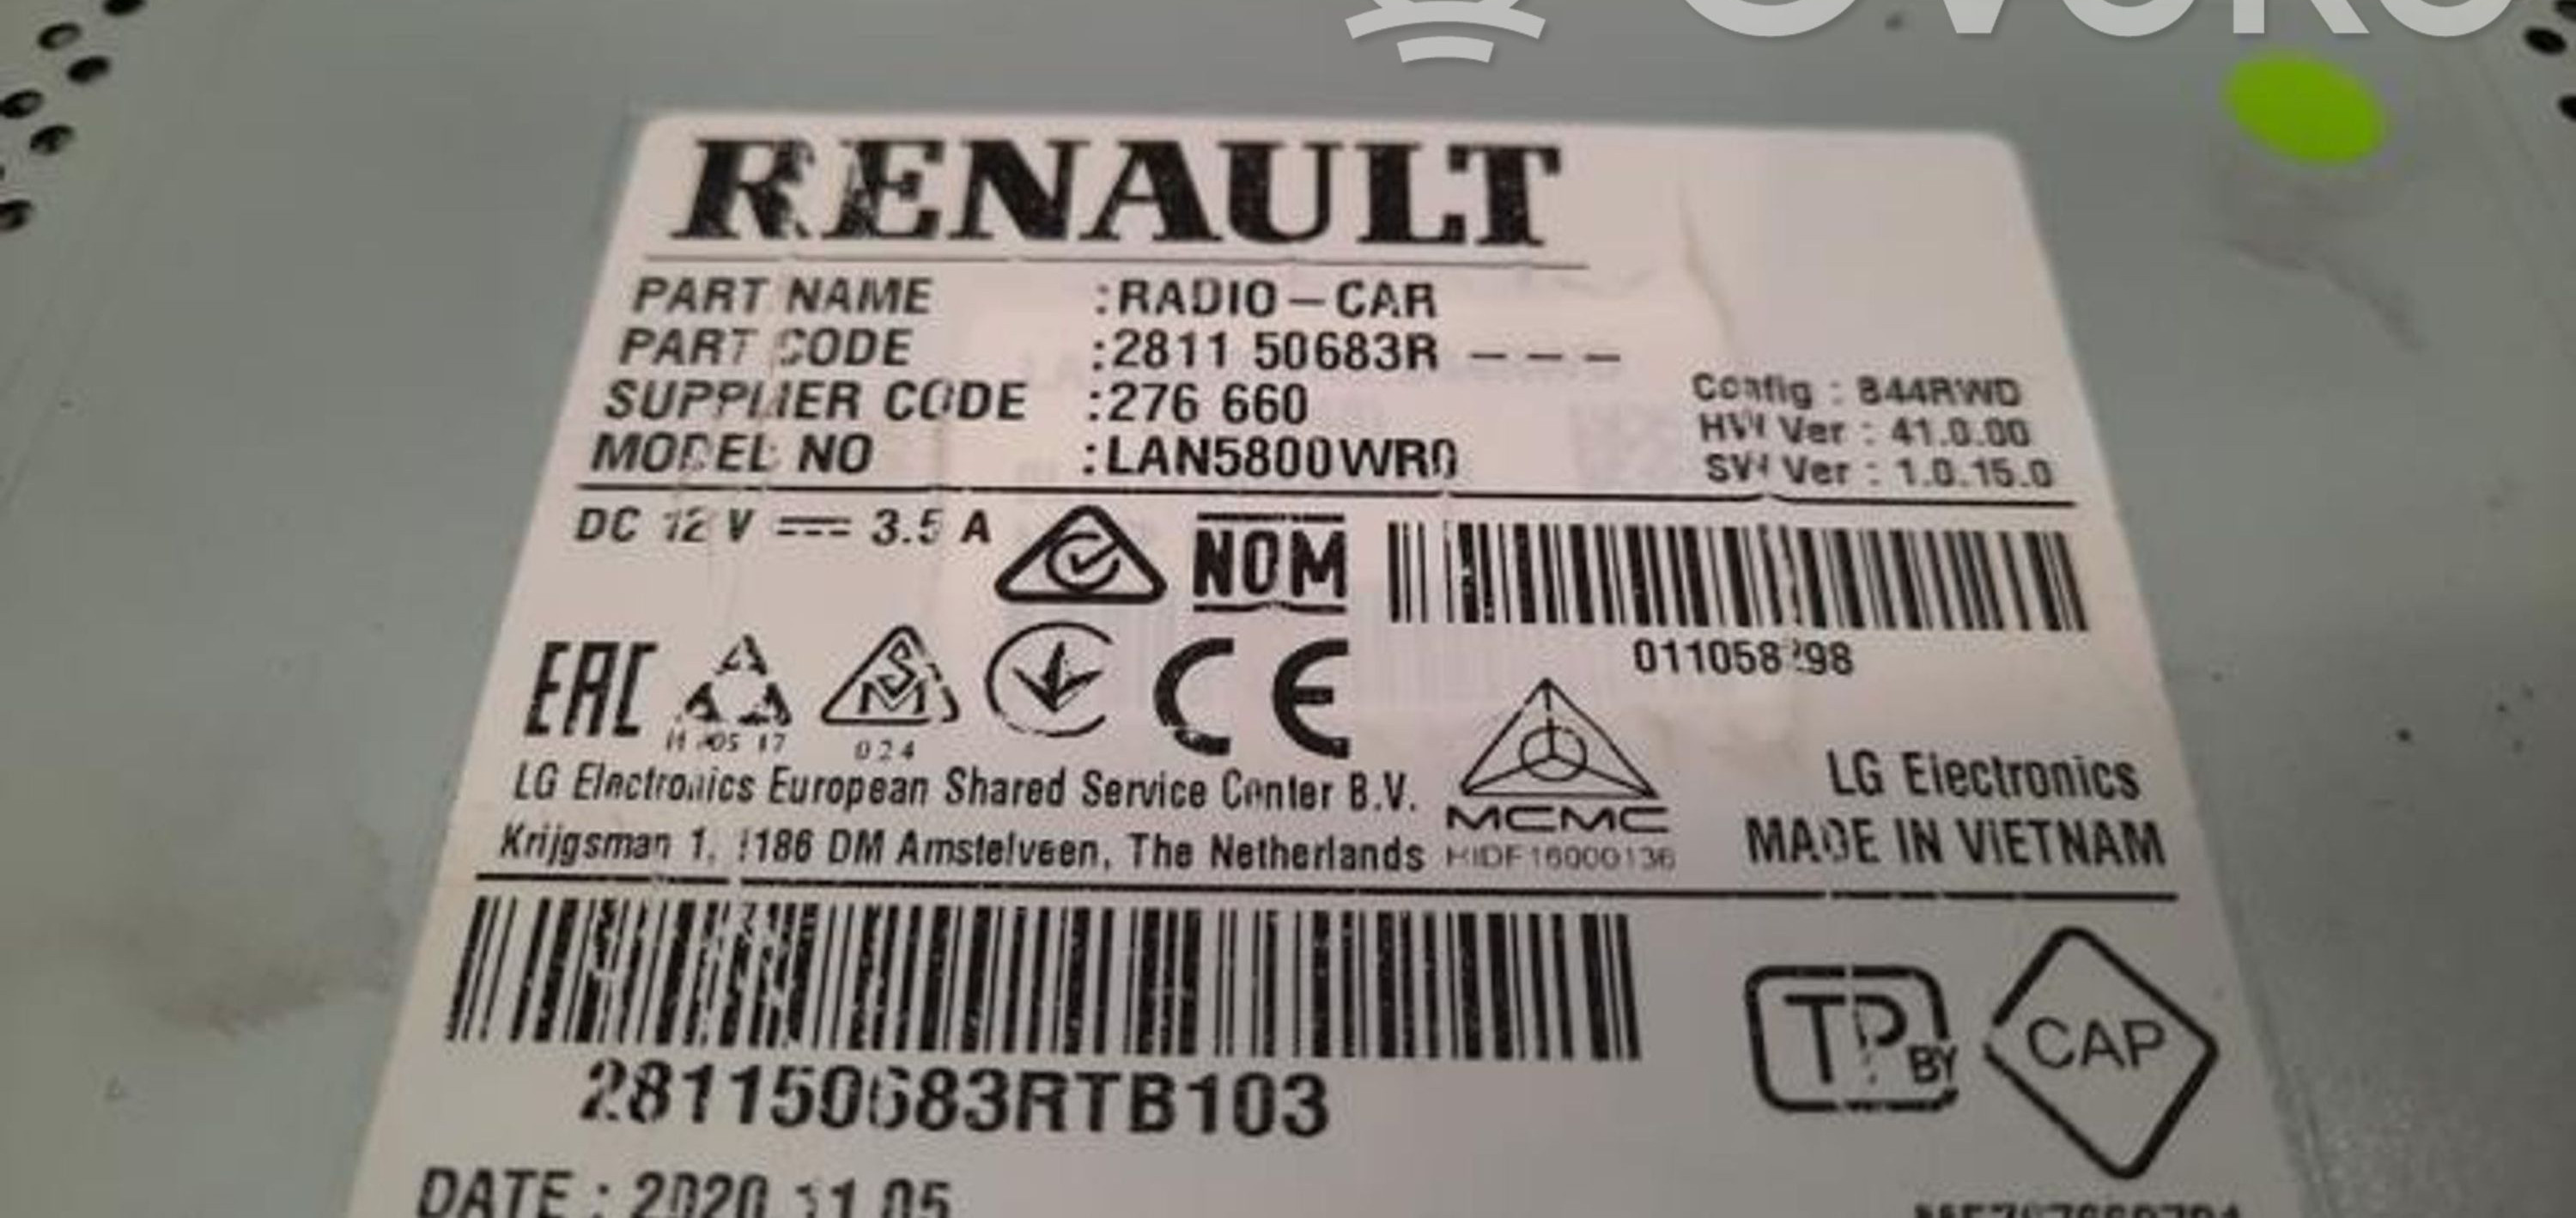 RENAULT
PART NAME :RADIO-CAR
PART CODE :2811 50683R ---
SUPPLIER CODE :276 660
MODEL NO :LAN5800WR0
Config : B44RWD
HW Ver : 41.0.00
SW Ver : 1.0.15.0
DC 12 V 3.5 A
NOM
EAC
024
CE
LG Electronics European Shared Service Center B.V.
Krijgsman 1, 1186 DM Amstelveen, The Netherlands
MCMC
HIDF16000136
LG Electronics
MADE IN VIETNAM
281150683RTB103
TP BY
CAP
DATE : 2020.11.05